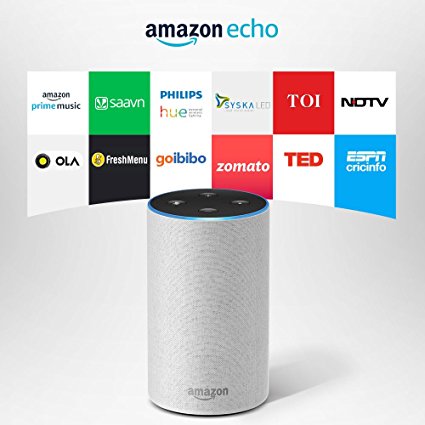 amazon echo
amazon
prime music
saavn
PHILIPS
hue
SYSKA LED
TOI
NDTV
OLA
FreshMenu
goibibo
zomato
TED
ESPN
cricinfo
amazon